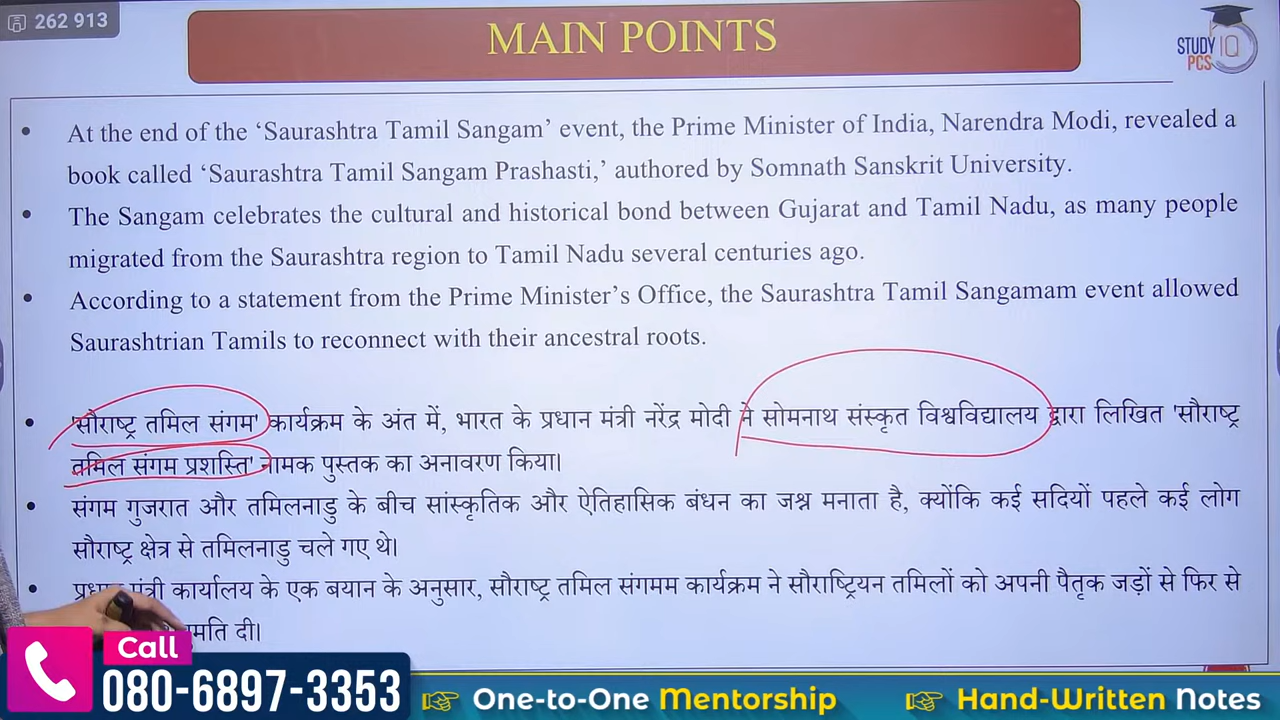 262 913
MAIN POINTS
STUDY IQ
PCS
• At the end of the ‘Saurashtra Tamil Sangam’ event, the Prime Minister of India, Narendra Modi, revealed a
book called ‘Saurashtra Tamil Sangam Prashasti,’ authored by Somnath Sanskrit University.
• The Sangam celebrates the cultural and historical bond between Gujarat and Tamil Nadu, as many people
migrated from the Saurashtra region to Tamil Nadu several centuries ago.
• According to a statement from the Prime Minister’s Office, the Saurashtra Tamil Sangamam event allowed
Saurashtrian Tamils to reconnect with their ancestral roots.
• 'सौराष्ट्र तमिल संगम' कार्यक्रम के अंत में, भारत के प्रधान मंत्री नरेंद्र मोदी ने सोमनाथ संस्कृत विश्वविद्यालय द्वारा लिखित 'सौराष्ट्र
तमिल संगम प्रशस्ति' नामक पुस्तक का अनावरण किया।
• संगम गुजरात और तमिलनाडु के बीच सांस्कृतिक और ऐतिहासिक बंधन का जश्न मनाता है, क्योंकि कई सदियों पहले कई लोग
सौराष्ट्र क्षेत्र से तमिलनाडु चले गए थे।
• प्रधान मंत्री कार्यालय के एक बयान के अनुसार, सौराष्ट्र तमिल संगमम कार्यक्रम ने सौराष्ट्रियन तमिलों को अपनी पैतृक जड़ों से फिर से
दी।
Call
080-6897-3353
One-to-One Mentorship
Hand-Written Notes